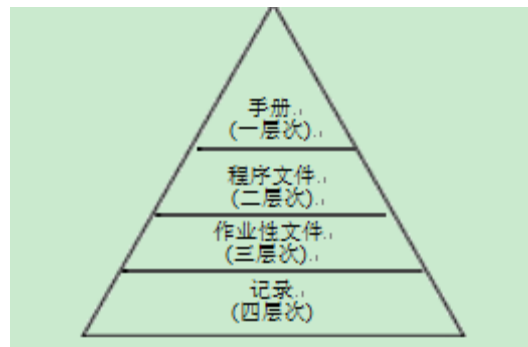 手册
(一层次)
程序文件
(二层次)
作业性文件
(三层次)
记录
(四层次)